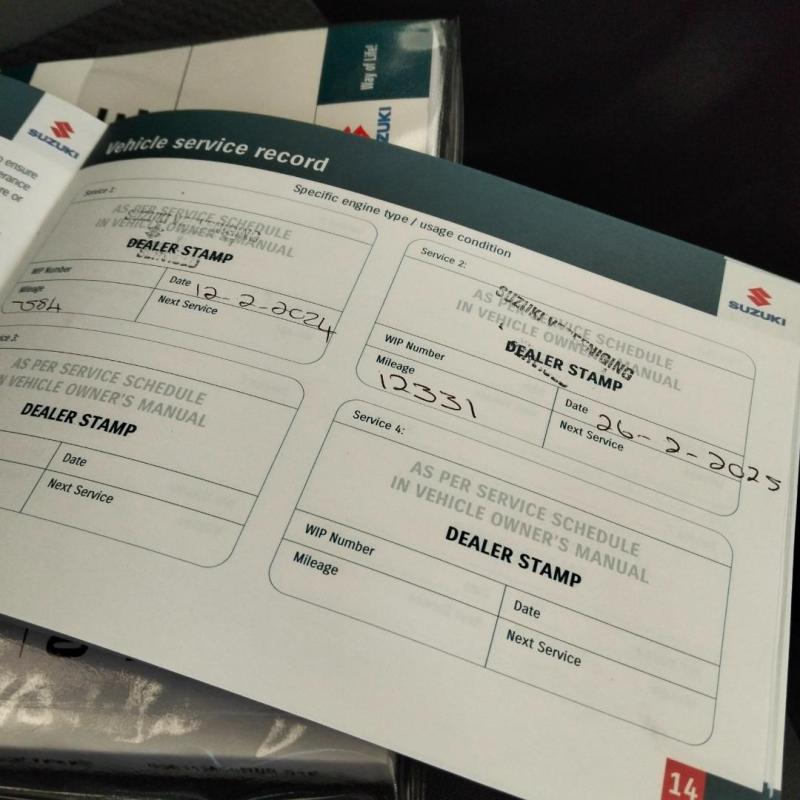 Way of Life!
SUZUKI
SUZUKI
ensure
re or
Vehicle service record
Specific engine type / usage condition
SUZUKI
Service 1:
AS PER SERVICE SCHEDULE
IN VEHICLE OWNER'S MANUAL
DEALER STAMP
WIP Number
Mileage
Date 12-2-2024
Next Service
Service 2:
SUZUKI
AS PER SERVICE SCHEDULE
IN VEHICLE OWNER'S MANUAL
DEALER STAMP
WIP Number
Mileage
12331
Date 26-2-2025
Next Service
AS PER SERVICE SCHEDULE
IN VEHICLE OWNER'S MANUAL
DEALER STAMP
Date
Next Service
Service 4:
AS PER SERVICE SCHEDULE
IN VEHICLE OWNER'S MANUAL
DEALER STAMP
WIP Number
Mileage
Date
Next Service
14